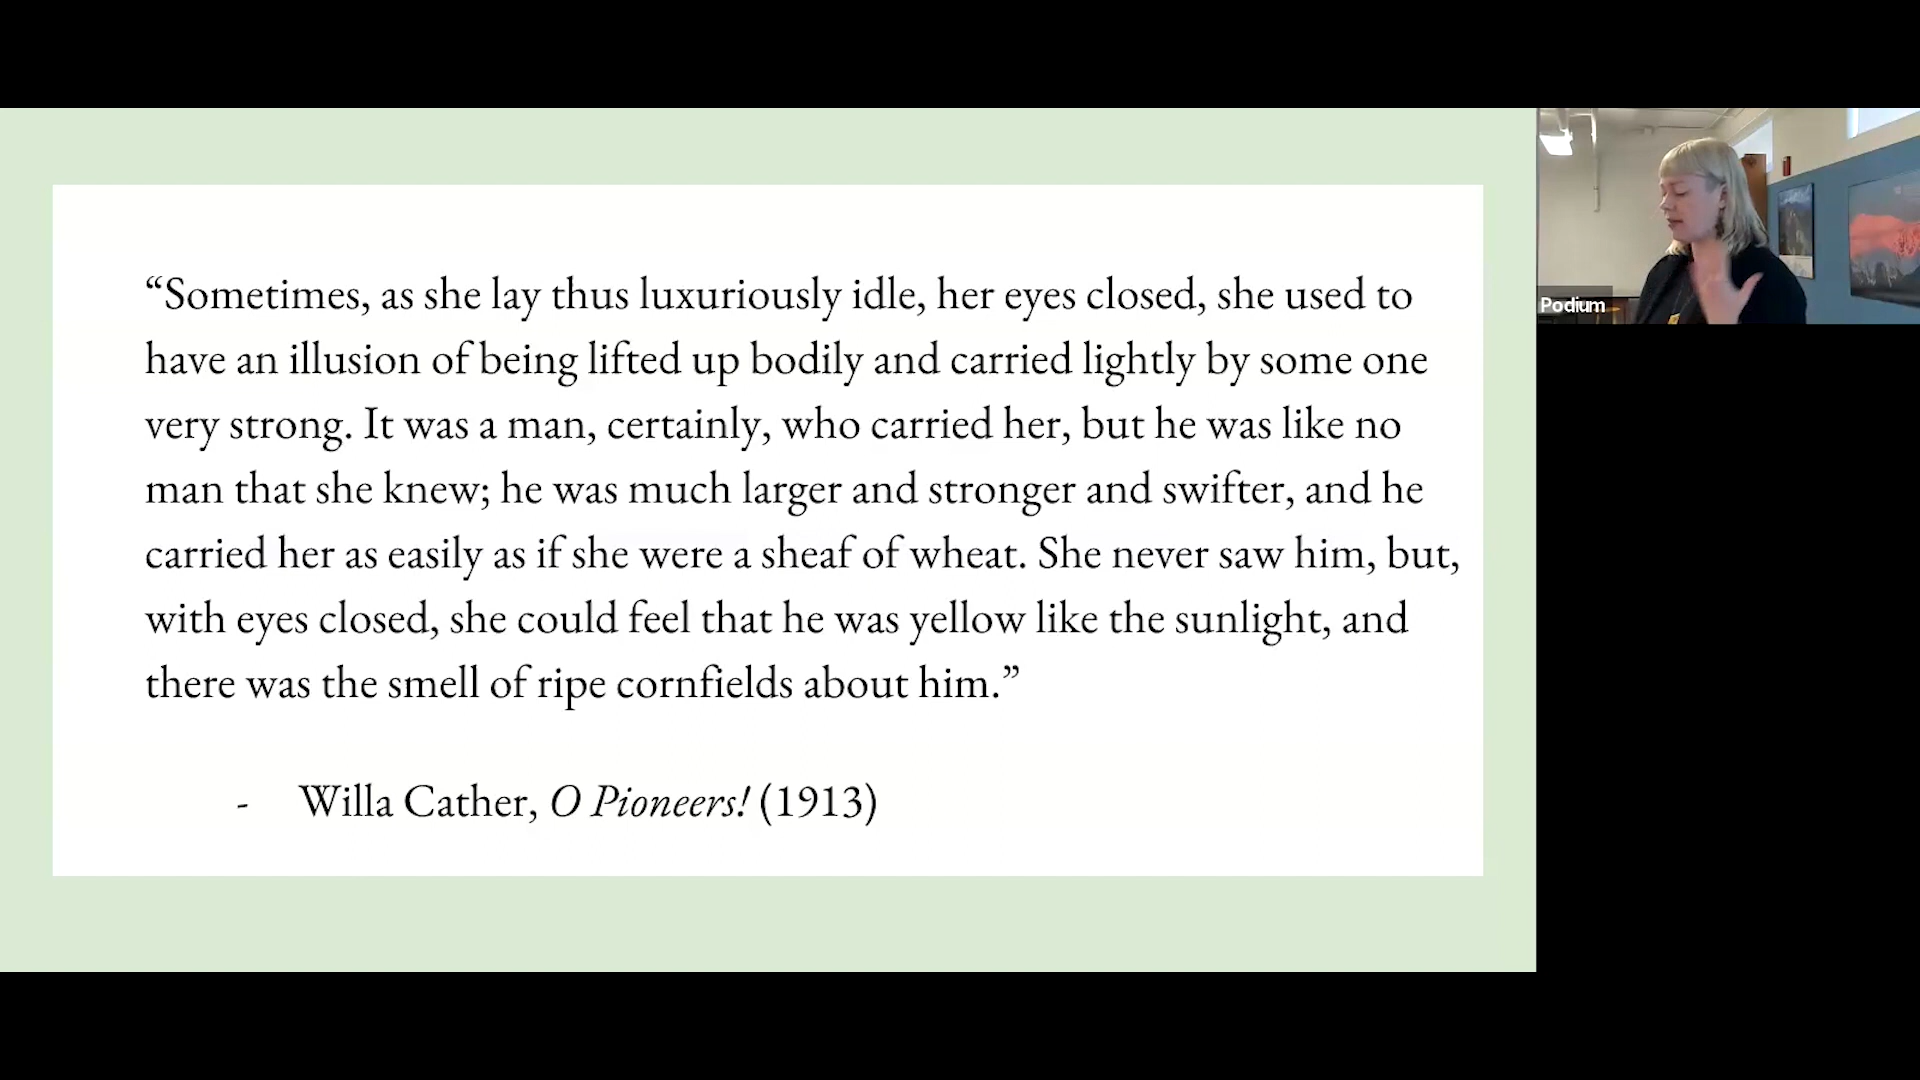 “Sometimes, as she lay thus luxuriously idle, her eyes closed, she used to
have an illusion of being lifted up bodily and carried lightly by some one
very strong. It was a man, certainly, who carried her, but he was like no
man that she knew; he was much larger and stronger and swifter, and he
carried her as easily as if she were a sheaf of wheat. She never saw him, but,
with eyes closed, she could feel that he was yellow like the sunlight, and
there was the smell of ripe cornfields about him.”
- Willa Cather, O Pioneers! (1913)
Podium